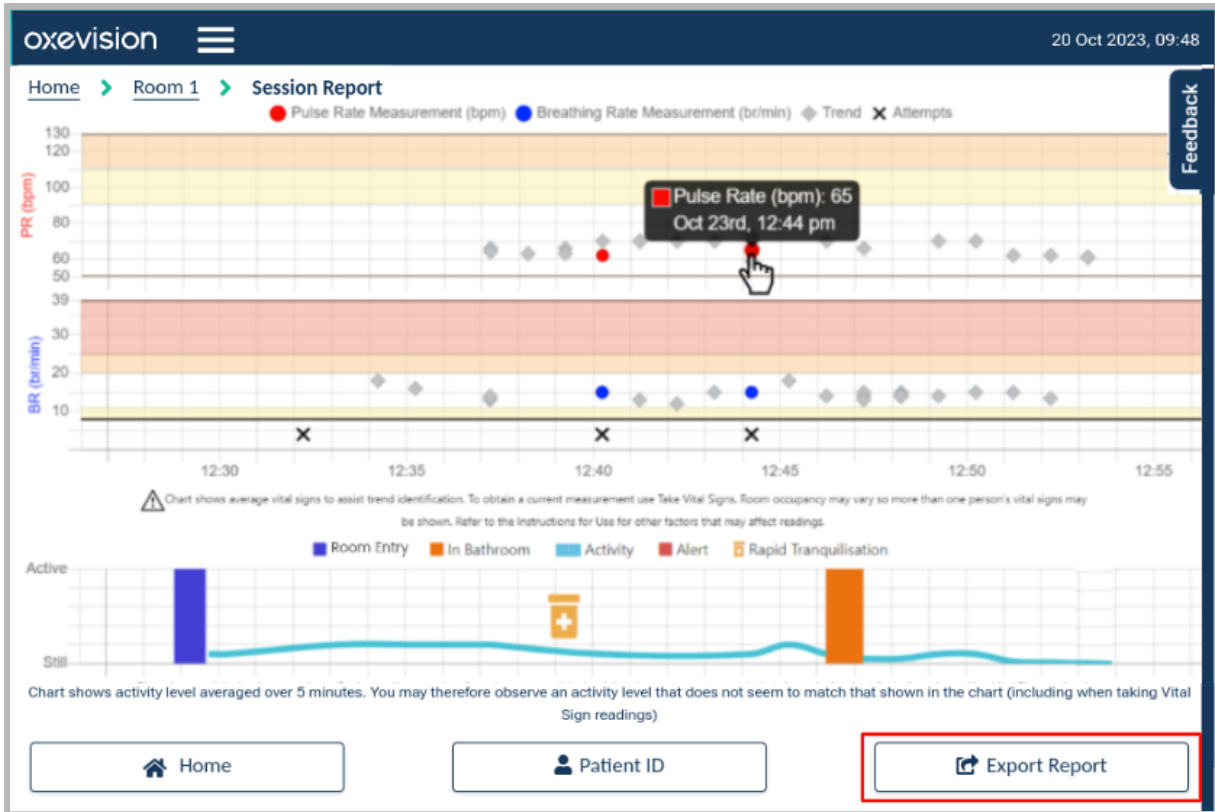 oxevision
20 Oct 2023, 09:48
Home > Room 1 > Session Report
Feedback
Pulse Rate Measurement (bpm) Breathing Rate Measurement (br/min) Trend Attempts
PR (bpm)
130
120
100
80
60
50
Pulse Rate (bpm): 65
Oct 23rd, 12:44 pm
BR (br/min)
39
30
20
10
12:30 12:35 12:40 12:45 12:50 12:55
Chart shows average vital signs to assist trend identification. To obtain a current measurement use Take Vital Signs. Room occupancy may vary so more than one person's vital signs may
be shown. Refer to the Instructions for Use for other factors that may affect readings.
Room Entry In Bathroom Activity Alert Rapid Tranquilisation
Active
Still
Chart shows activity level averaged over 5 minutes. You may therefore observe an activity level that does not seem to match that shown in the chart (including when taking Vital
Sign readings)
Home
Patient ID
Export Report